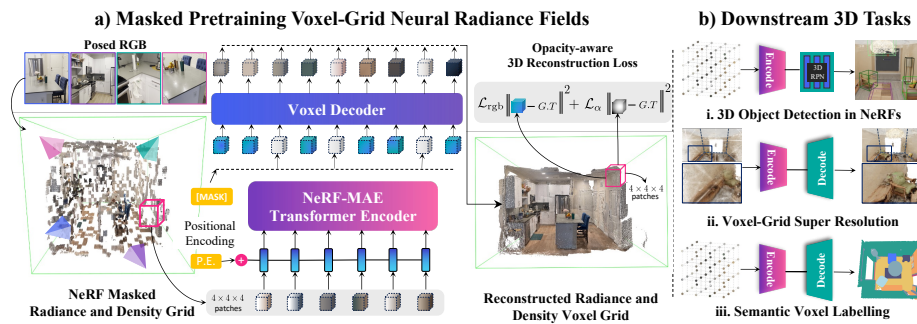 a) Masked Pretraining Voxel-Grid Neural Radiance Fields
Posed RGB
Voxel Decoder
[MASK]
NeRF-MAE
Transformer Encoder
Positional
Encoding
P.E.
+
4 × 4 × 4
patches
NeRF Masked
Radiance and Density Grid
Opacity-aware
3D Reconstruction Loss
ℒrgb ‖ - G.T ‖² + ℒα ‖ - G.T ‖²
4 × 4 × 4
patches
Reconstructed Radiance and
Density Voxel Grid
b) Downstream 3D Tasks
Encode
3D
RPN
i. 3D Object Detection in NeRFs
Encode
Decode
ii. Voxel-Grid Super Resolution
Encode
Decode
iii. Semantic Voxel Labelling